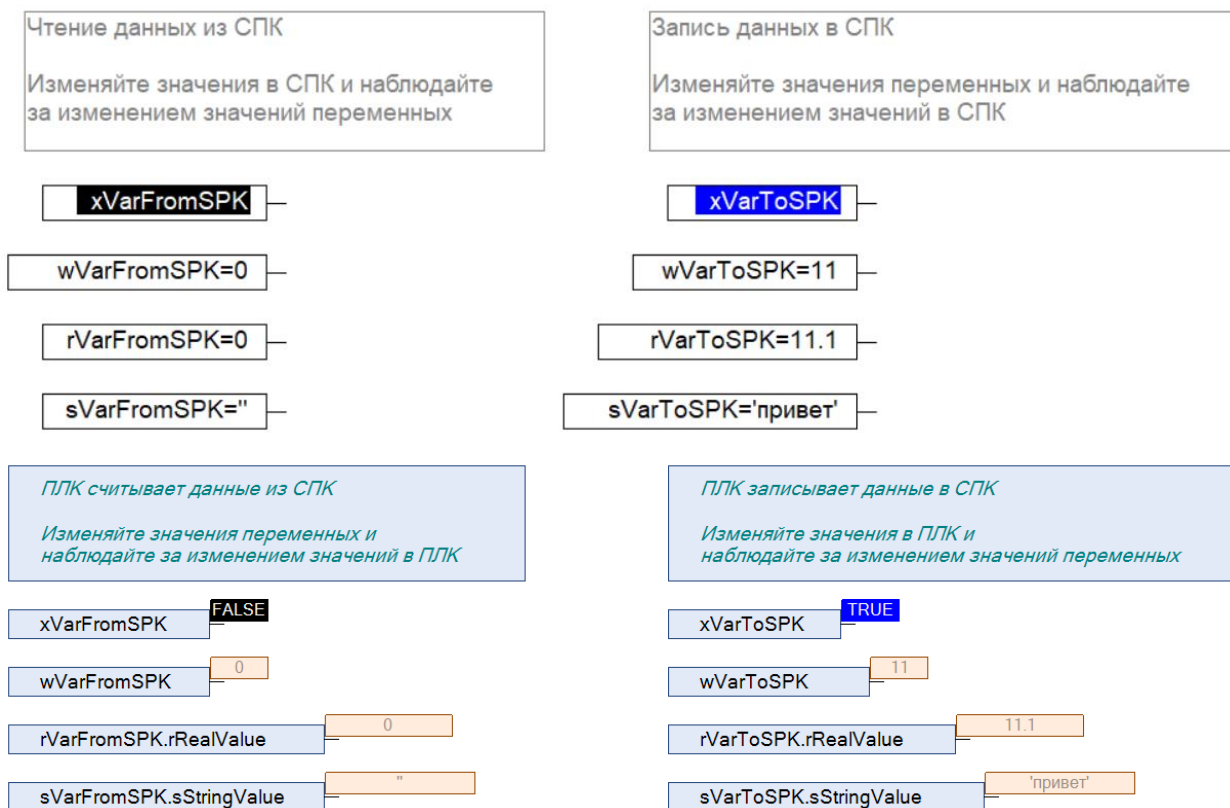 Чтение данных из СПК
Изменяйте значения в СПК и наблюдайте
за изменением значений переменных
Запись данных в СПК
Изменяйте значения переменных и наблюдайте
за изменением значений в СПК
xVarFromSPK
xVarToSPK
wVarFromSPK=0
wVarToSPK=11
rVarFromSPK=0
rVarToSPK=11.1
sVarFromSPK=''
sVarToSPK='привет'
ПЛК считывает данные из СПК
Изменяйте значения переменных и
наблюдайте за изменением значений в ПЛК
ПЛК записывает данные в СПК
Изменяйте значения в ПЛК и
наблюдайте за изменением значений переменных
xVarFromSPK FALSE
xVarToSPK TRUE
wVarFromSPK 0
wVarToSPK 11
rVarFromSPK.rRealValue 0
rVarToSPK.rRealValue 11.1
sVarFromSPK.sStringValue ''
sVarToSPK.sStringValue 'привет'